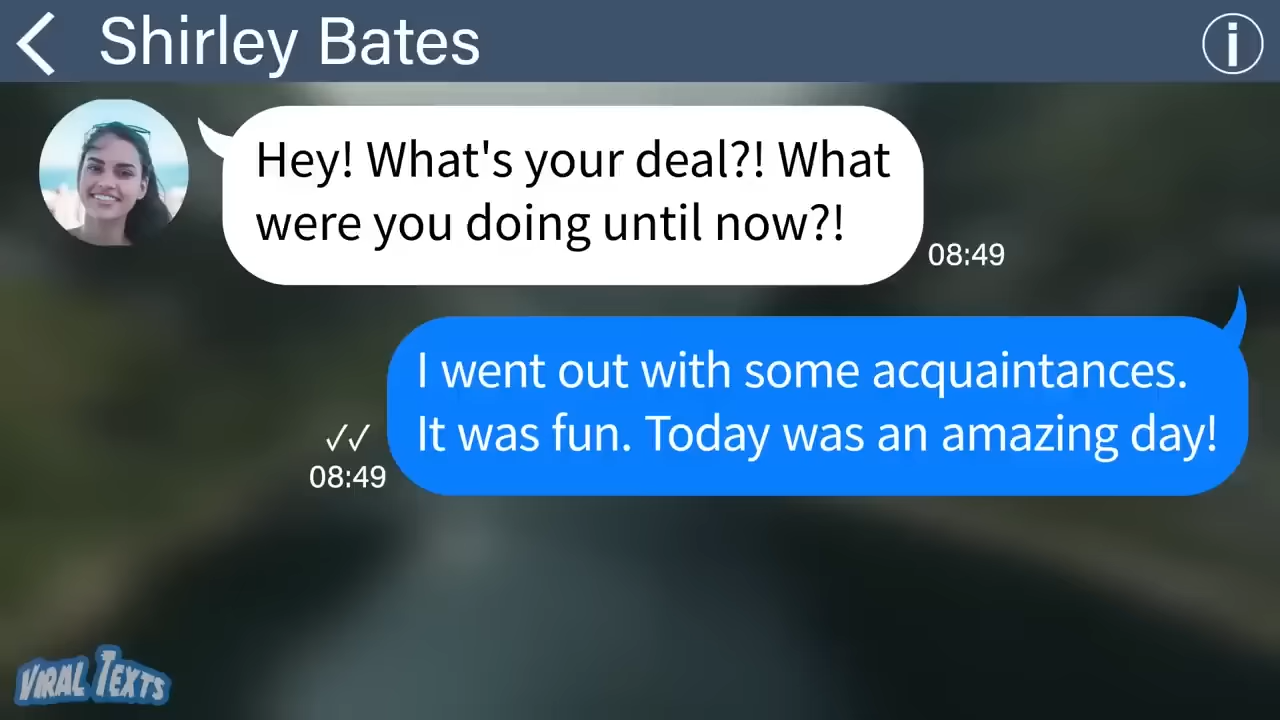 Shirley Bates
i
Hey! What's your deal?! What
were you doing until now?!
08:49
I went out with some acquaintances.
It was fun. Today was an amazing day!
08:49
VIRAL TEXTS